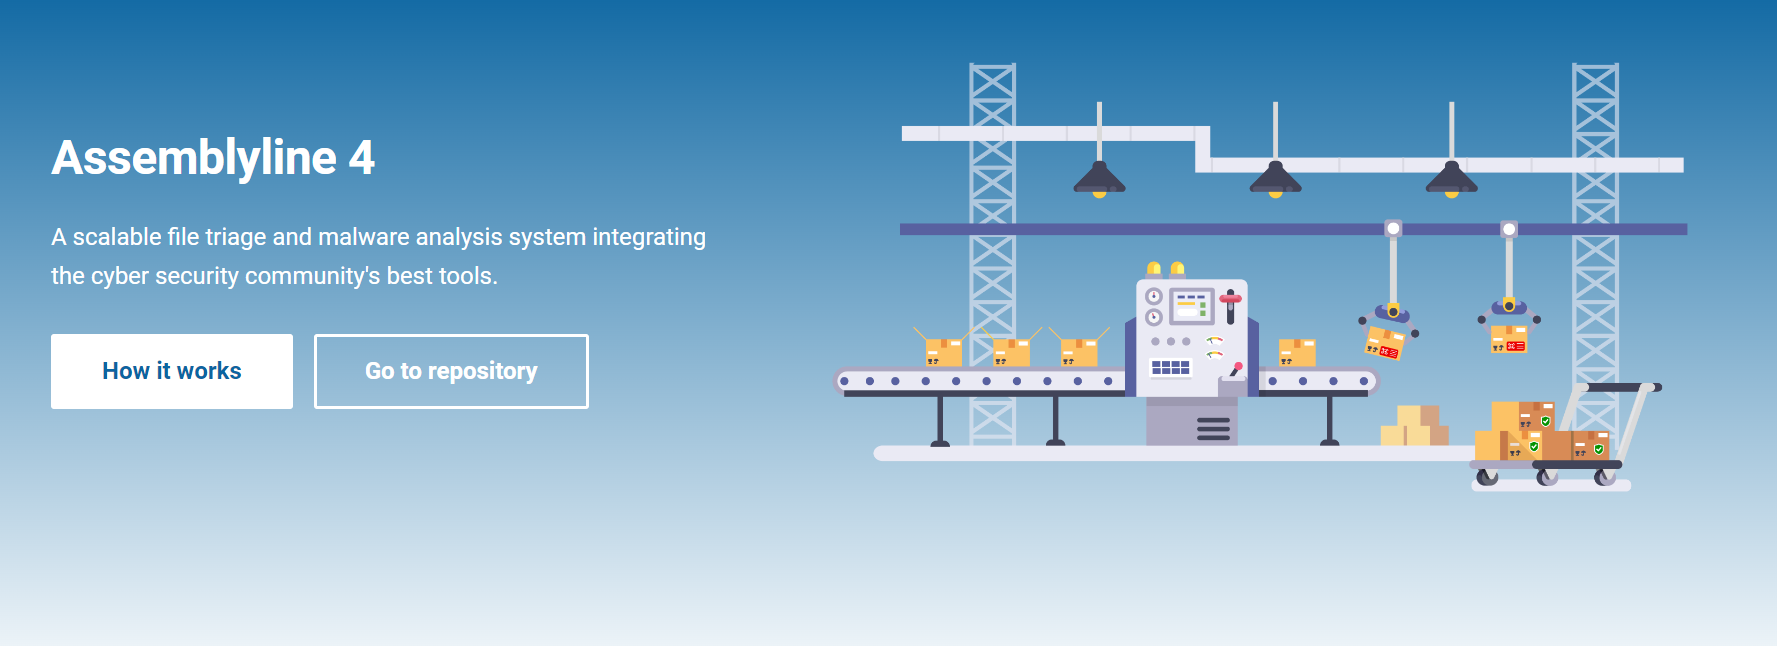 Assemblyline 4
A scalable file triage and malware analysis system integrating
the cyber security community's best tools.
How it works
Go to repository